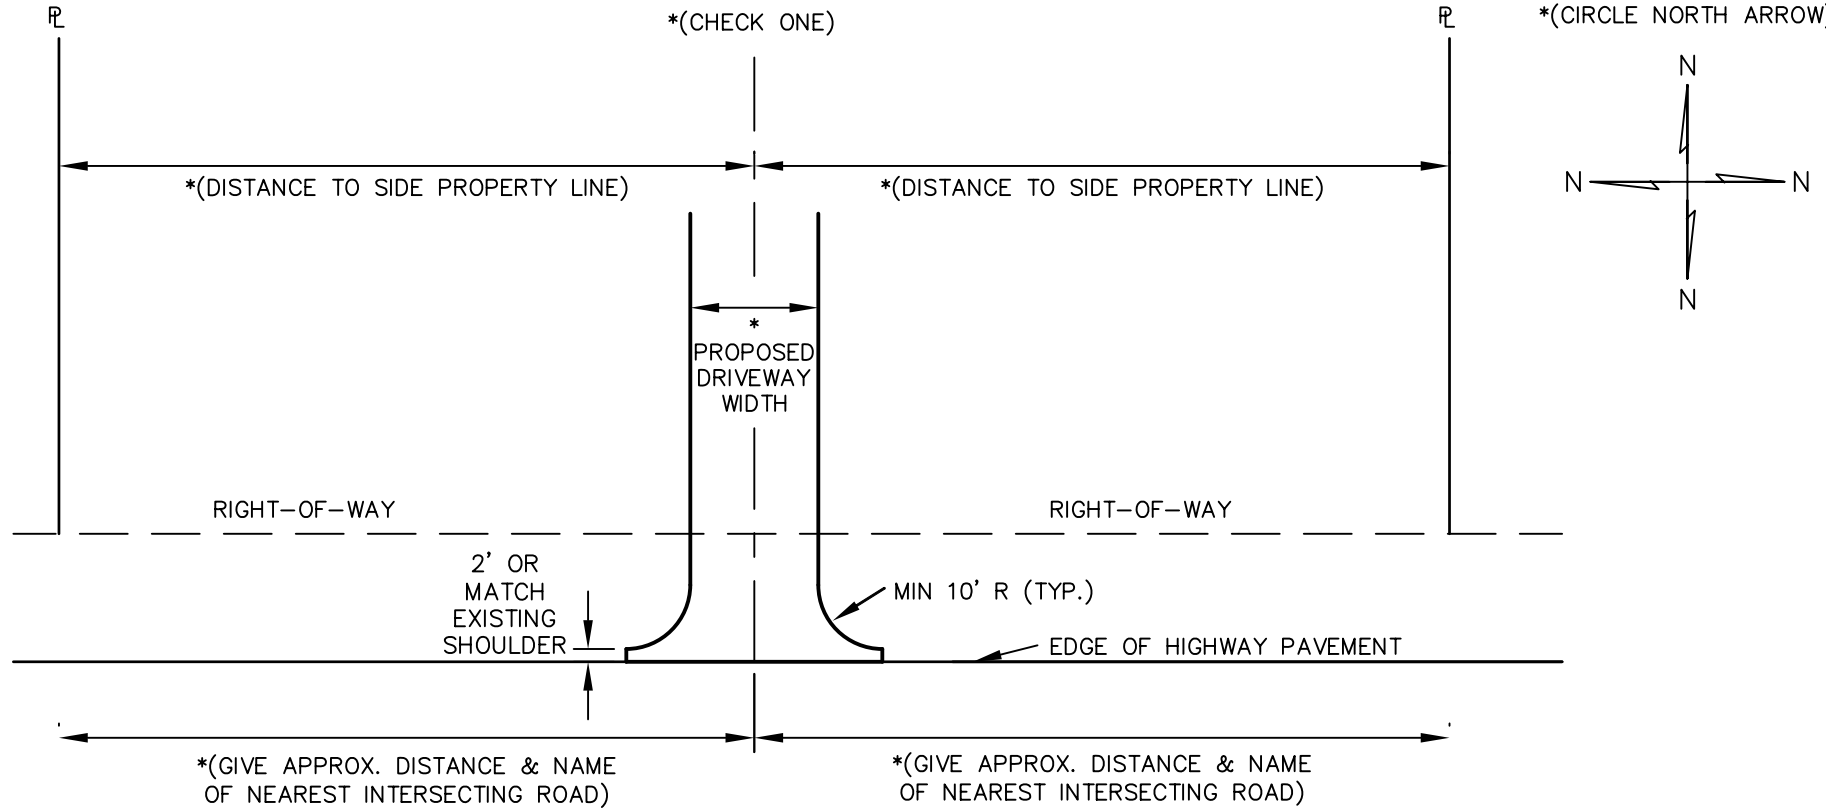 ℄
*(CHECK ONE)
℄
*(CIRCLE NORTH ARROW)
N
*(DISTANCE TO SIDE PROPERTY LINE)
*(DISTANCE TO SIDE PROPERTY LINE)
N
N
N
*
PROPOSED
DRIVEWAY
WIDTH
RIGHT-OF-WAY
RIGHT-OF-WAY
2' OR
MATCH
EXISTING
SHOULDER
MIN 10' R (TYP.)
EDGE OF HIGHWAY PAVEMENT
*(GIVE APPROX. DISTANCE & NAME
OF NEAREST INTERSECTING ROAD)
*(GIVE APPROX. DISTANCE & NAME
OF NEAREST INTERSECTING ROAD)